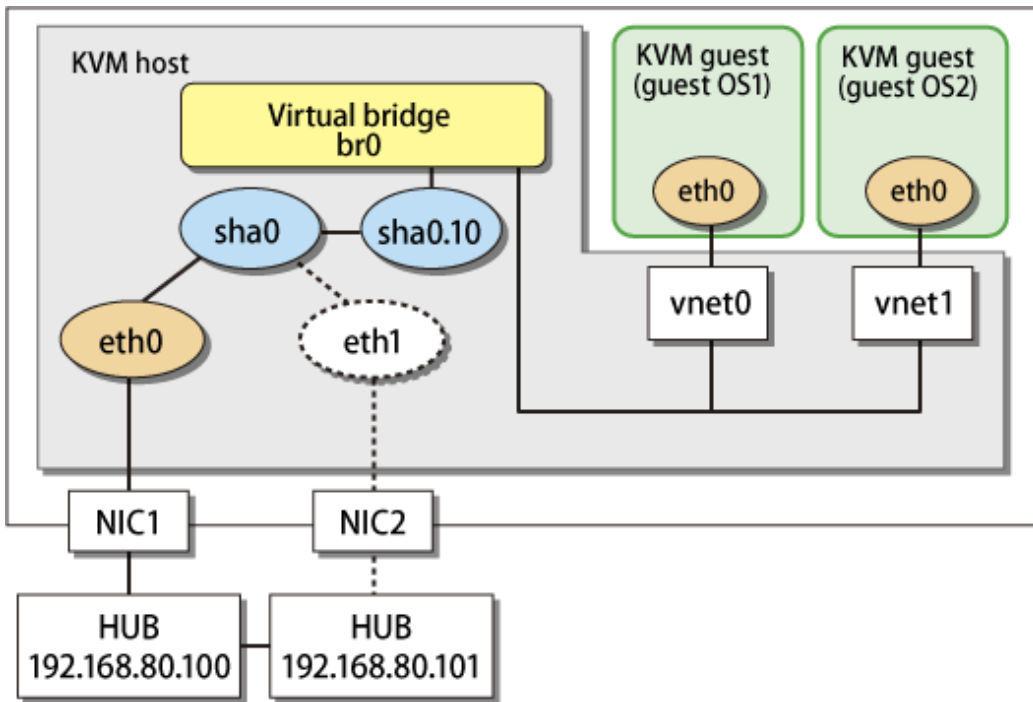 KVM host
Virtual bridge
br0
KVM guest
(guest OS1)
KVM guest
(guest OS2)
eth0
eth0
sha0
sha0.10
vnet0
vnet1
eth0
eth1
NIC1
NIC2
HUB
192.168.80.100
HUB
192.168.80.101